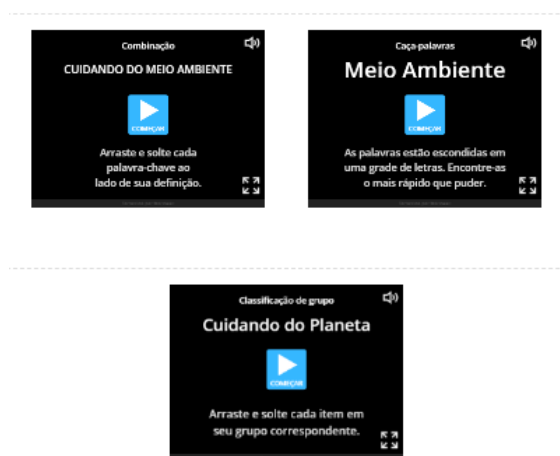 Combinação
CUIDANDO DO MEIO AMBIENTE
COMEÇAR
Arraste e solte cada
palavra-chave ao
lado de sua definição.
Caça-palavras
Meio Ambiente
COMEÇAR
As palavras estão escondidas em
uma grade de letras. Encontre-as
o mais rápido que puder.
Classificação de grupo
Cuidando do Planeta
COMEÇAR
Arraste e solte cada item em
seu grupo correspondente.